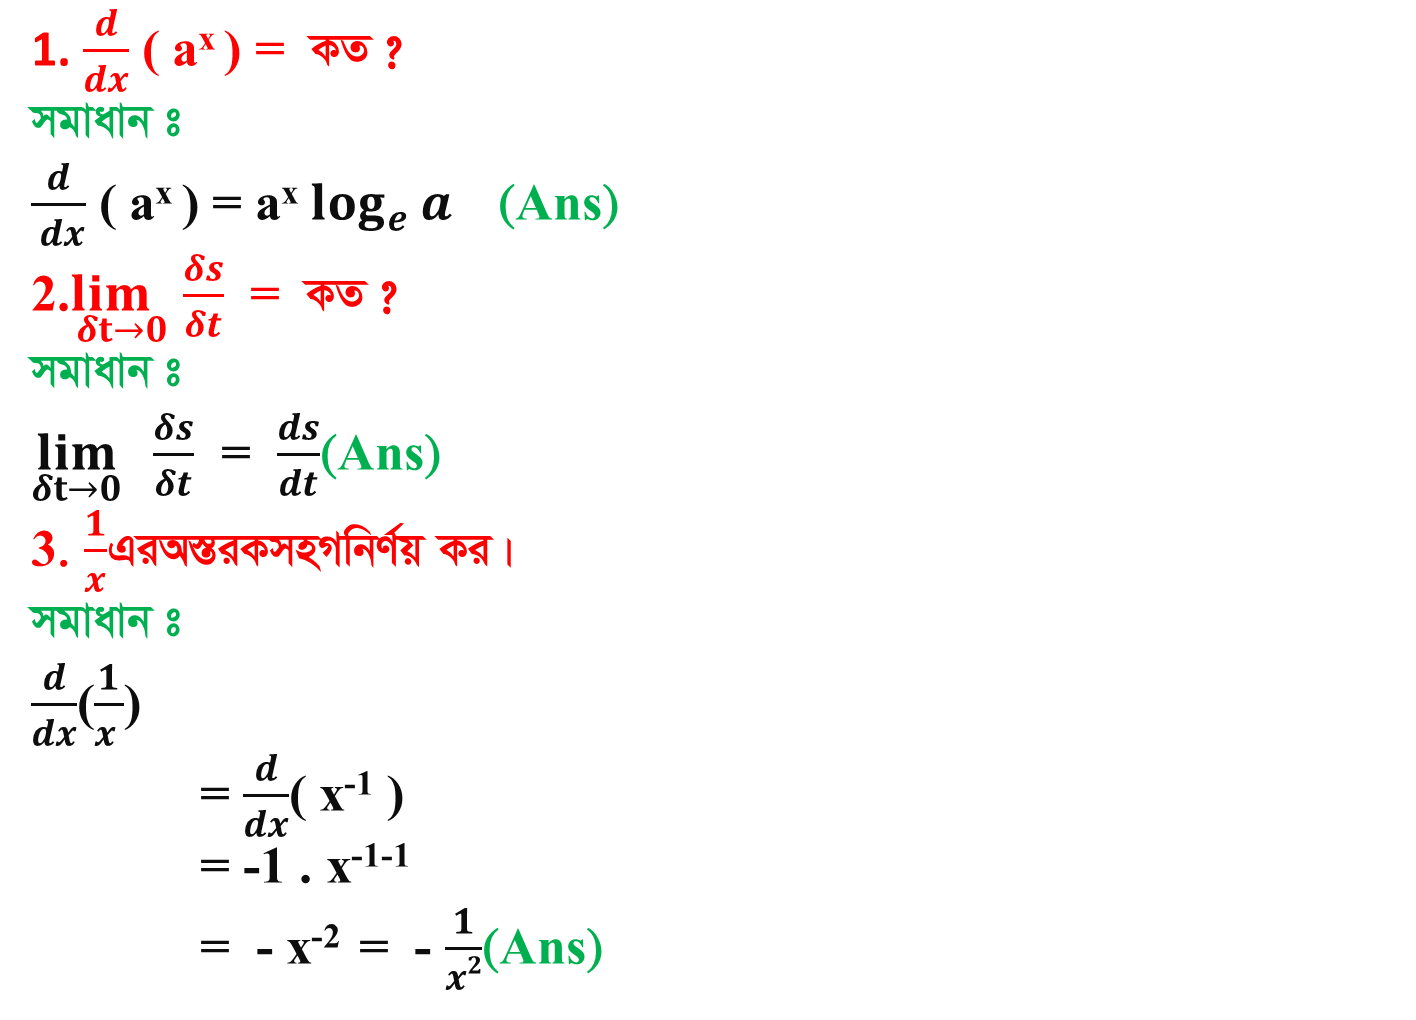 1. d/dx ( aˣ ) = কত ?
সমাধান ঃ
d/dx ( aˣ ) = aˣ logₑ a (Ans)
2. lim δt→0 δs/δt = কত ?
সমাধান ঃ
lim δt→0 δs/δt = ds/dt (Ans)
3. 1/x এরঅন্তরকসহগনির্ণয় কর।
সমাধান ঃ
d/dx(1/x)
= d/dx( x⁻¹ )
= -1 . x⁻¹⁻¹
= - x⁻² = - 1/x² (Ans)